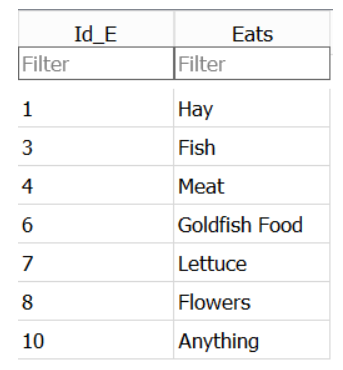 Id_E Eats
Filter Filter
1 Hay
3 Fish
4 Meat
6 Goldfish Food
7 Lettuce
8 Flowers
10 Anything